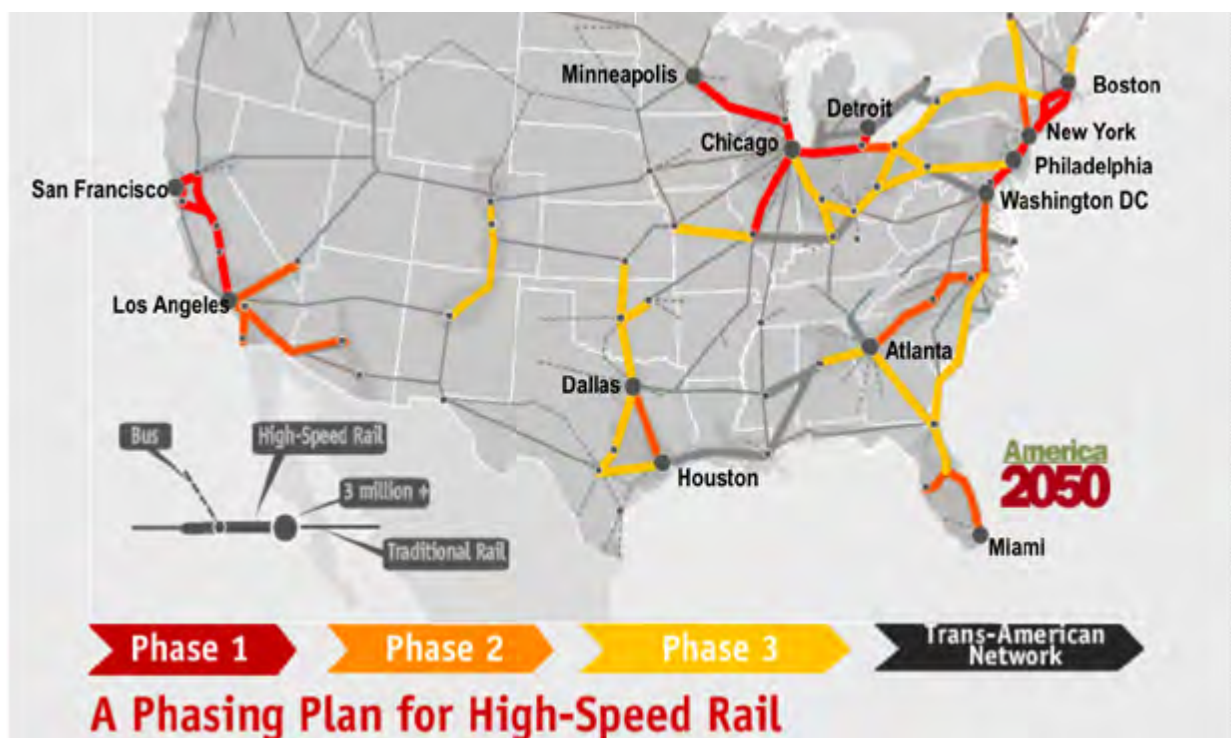 Minneapolis
Boston
Detroit
New York
Chicago
Philadelphia
San Francisco
Washington DC
Los Angeles
Atlanta
Dallas
Bus
High-Speed Rail
America
2050
Houston
3 million +
Traditional Rail
Miami
Phase 1
Phase 2
Phase 3
Trans-American
Network
A Phasing Plan for High-Speed Rail